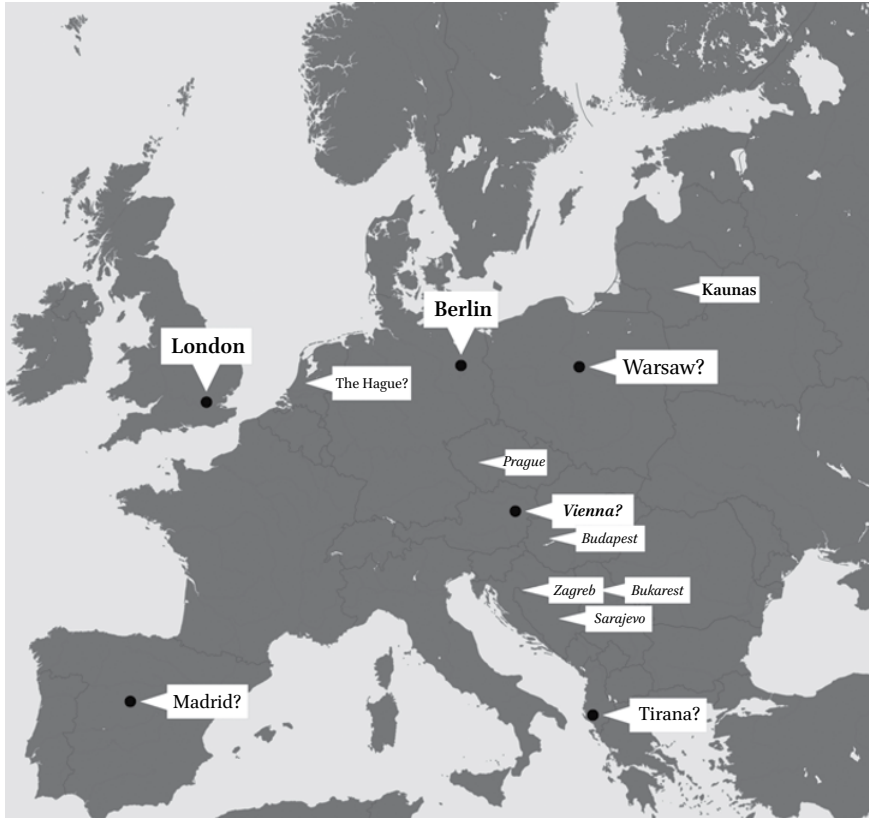 Kaunas
Berlin
London
Warsaw?
The Hague?
Prague
Vienna?
Budapest
Zagreb
Bukarest
Sarajevo
Madrid?
Tirana?